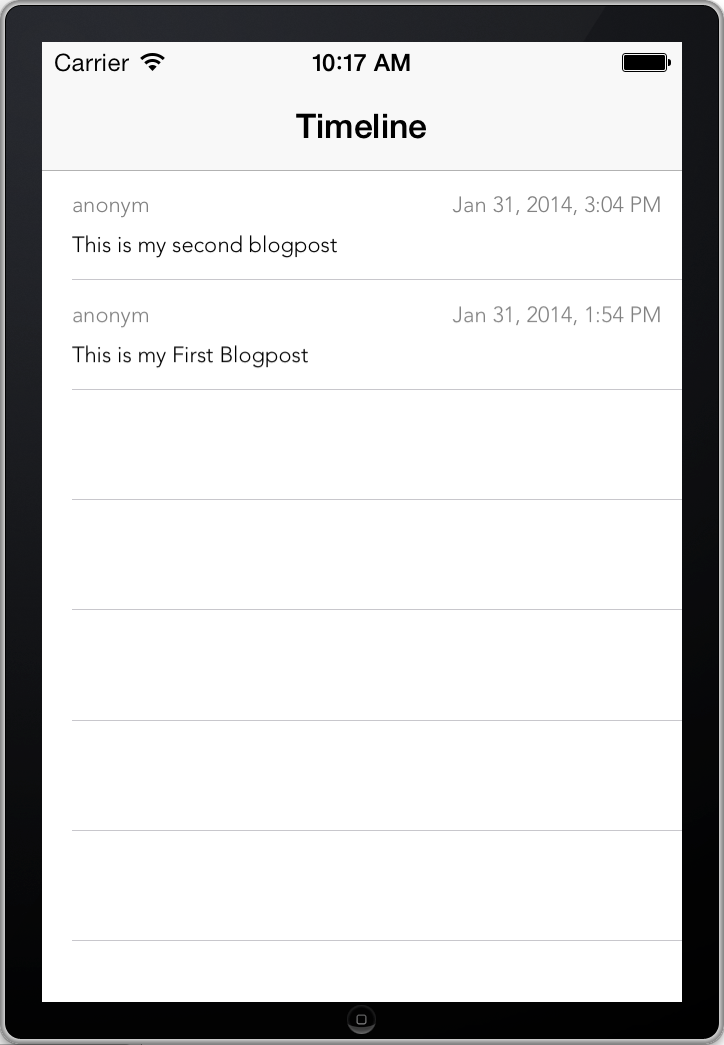 Carrier 10:17 AM
Timeline
anonym Jan 31, 2014, 3:04 PM
This is my second blogpost
anonym Jan 31, 2014, 1:54 PM
This is my First Blogpost